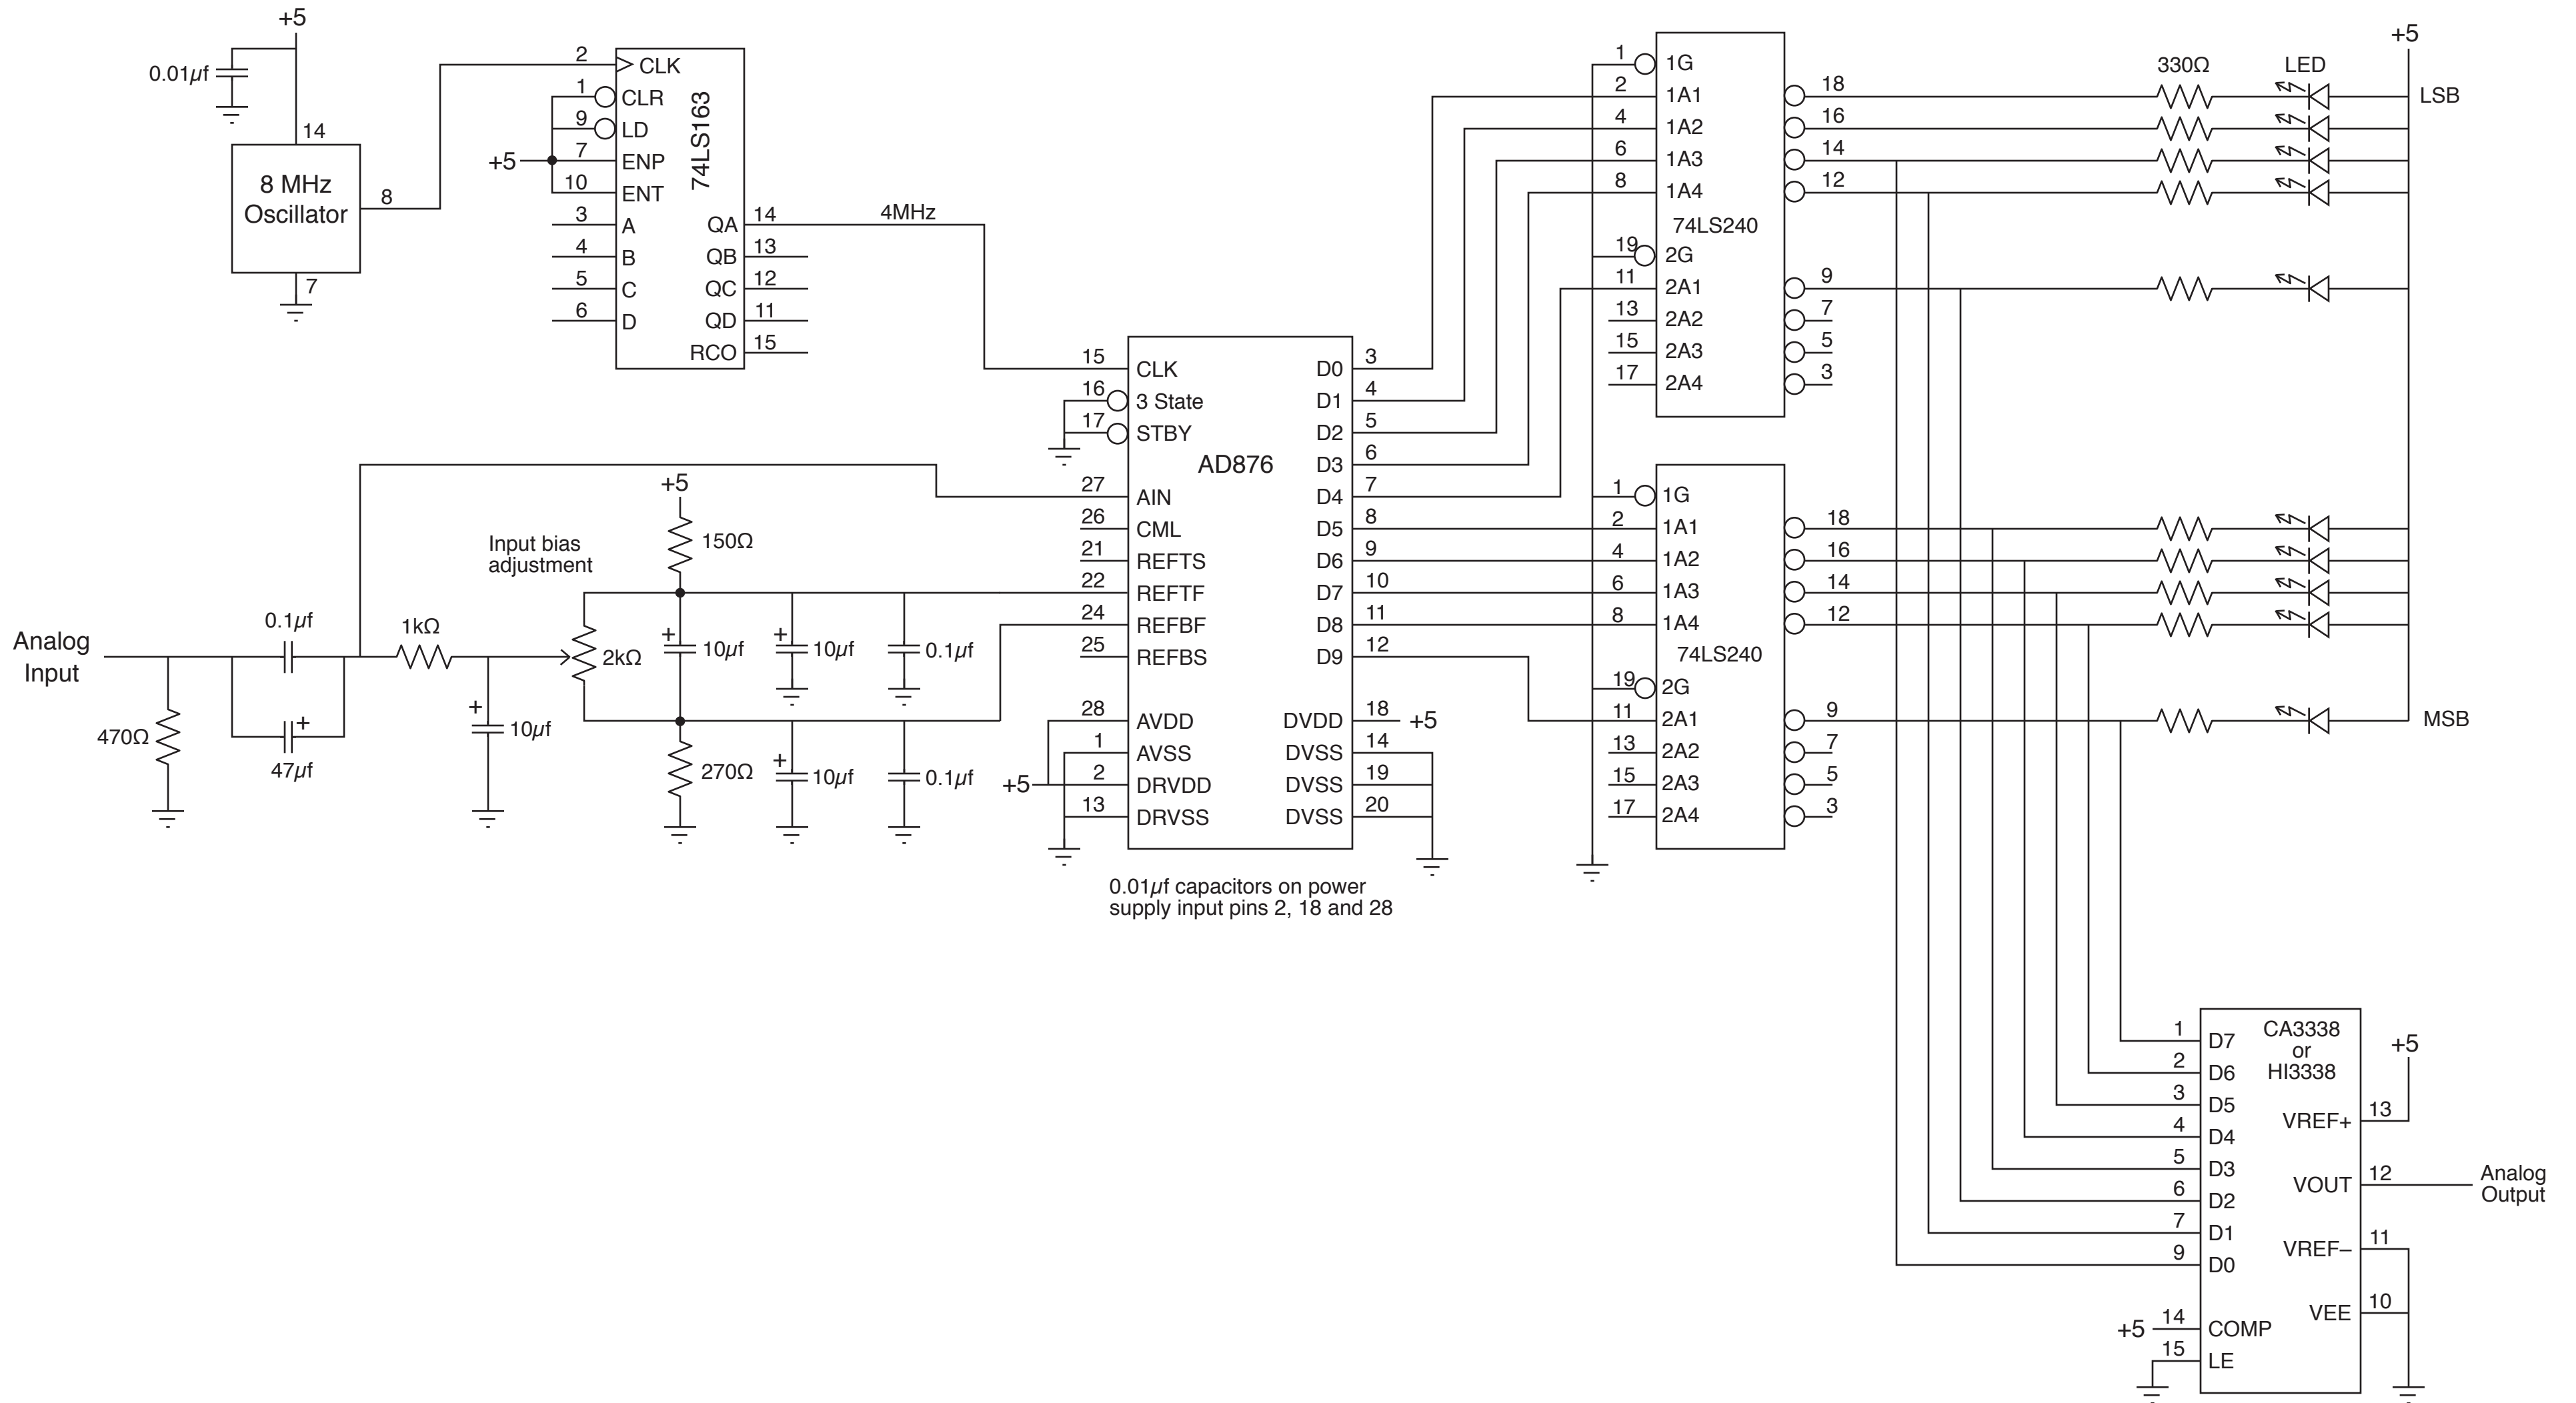 +5
0.01µf
14
8 MHz
Oscillator
8
7
2
CLK
1
CLR
9
LD
+5
7
ENP
10
ENT
3
A
4
B
5
C
6
D
74LS163
QA
14
QB
13
QC
12
QD
11
RCO
15
4MHz
Analog
Input
470Ω
0.1µf
47µf
+
1kΩ
+
10µf
Input bias
adjustment
2kΩ
+5
150Ω
+
10µf
+
10µf
0.1µf
270Ω
+
10µf
0.1µf
15
CLK
16
3 State
17
STBY
AD876
27
AIN
26
CML
21
REFTS
22
REFTF
24
REFBF
25
REFBS
28
AVDD
1
AVSS
+5
2
DRVDD
13
DRVSS
D0
3
D1
4
D2
5
D3
6
D4
7
D5
8
D6
9
D7
10
D8
11
D9
12
DVDD
18
+5
DVSS
14
DVSS
19
DVSS
20
0.01µf capacitors on power
supply input pins 2, 18 and 28
1
1G
2
1A1
4
1A2
6
1A3
8
1A4
74LS240
19
2G
11
2A1
13
2A2
15
2A3
17
2A4
18
16
14
12
9
7
5
3
1
1G
2
1A1
4
1A2
6
1A3
8
1A4
74LS240
19
2G
11
2A1
13
2A2
15
2A3
17
2A4
18
16
14
12
9
7
5
3
330Ω
LED
+5
LSB
MSB
1
D7
2
D6
3
D5
4
D4
5
D3
6
D2
7
D1
9
D0
+5
14
COMP
15
LE
CA3338
or
HI3338
+5
VREF+
13
VOUT
12
Analog
Output
VREF–
11
VEE
10